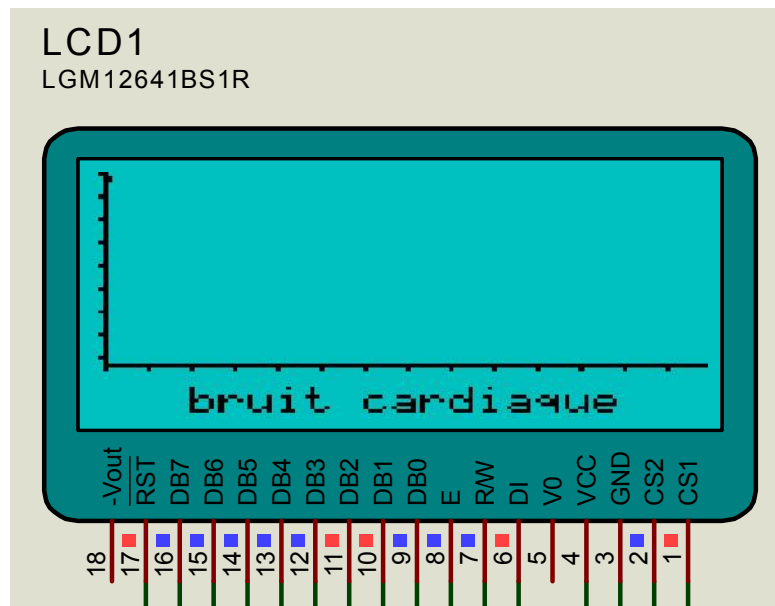 LCD1
LGM12641BS1R
bruit cardiaque
-Vout
RST
DB7
DB6
DB5
DB4
DB3
DB2
DB1
DB0
E
R/W
DI
V0
VCC
GND
CS2
CS1
18
17
16
15
14
13
12
11
10
9
8
7
6
5
4
3
2
1